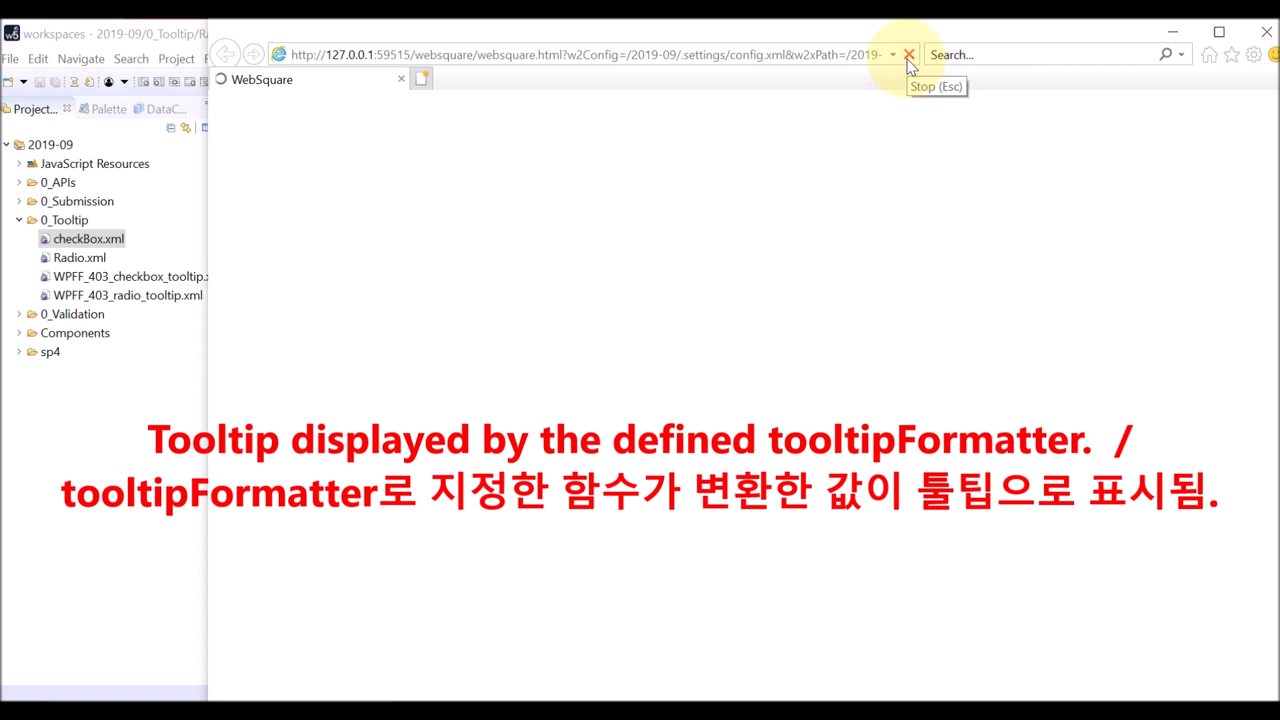 workspaces - 2019-09/0_Tooltip/Ra
File Edit Navigate Search Project
http://127.0.0.1:59515/websquare/websquare.html?w2Config=/2019-09/.settings/config.xml&w2xPath=/2019-
Search...
WebSquare
Stop (Esc)
Project... Palette DataC...
2019-09
JavaScript Resources
0_APIs
0_Submission
0_Tooltip
checkBox.xml
Radio.xml
WPFF_403_checkbox_tooltip.x
WPFF_403_radio_tooltip.xml
0_Validation
Components
sp4
Tooltip displayed by the defined tooltipFormatter. /
tooltipFormatter로 지정한 함수가 변환한 값이 툴팁으로 표시됨.